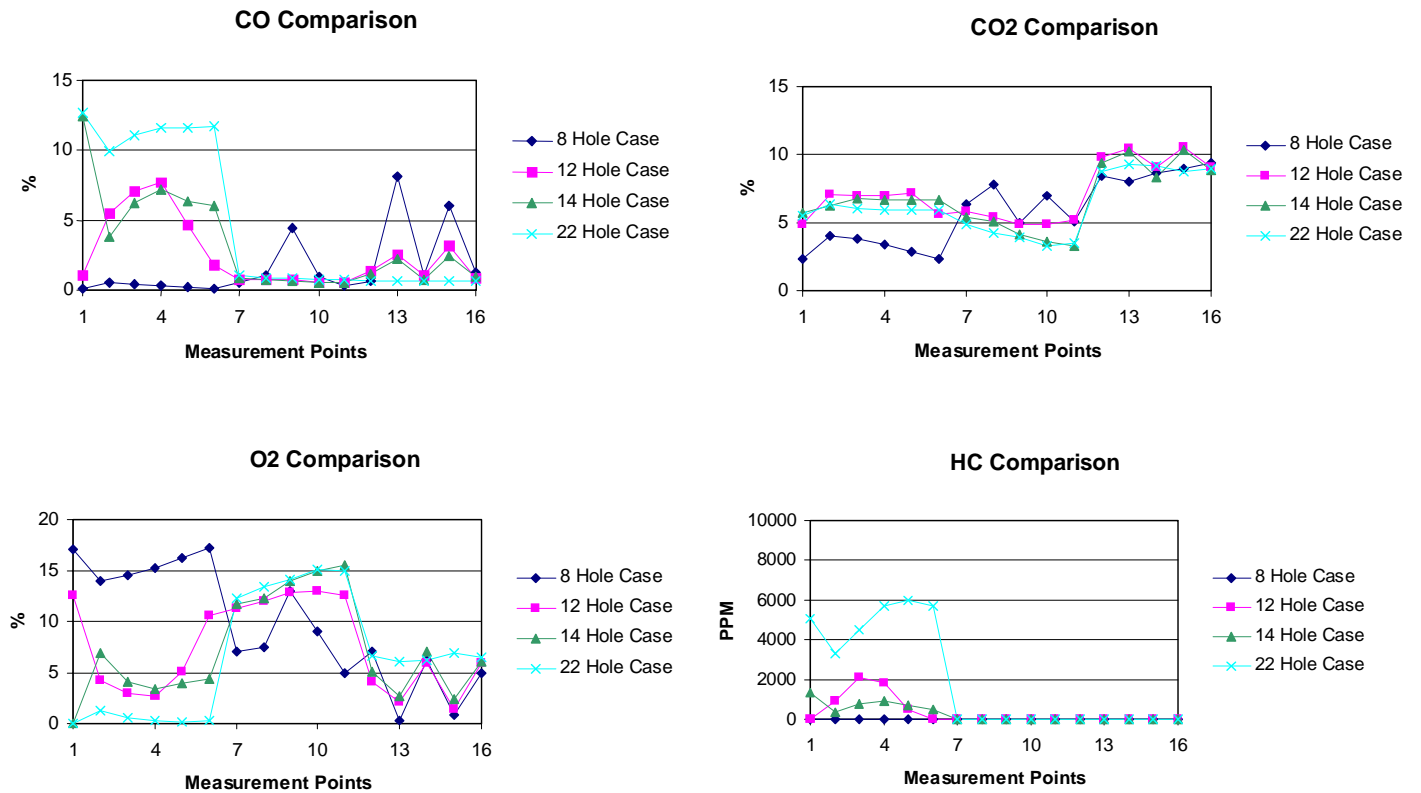 CO Comparison
15
10
5
0
%
1 4 7 10 13 16
Measurement Points
8 Hole Case
12 Hole Case
14 Hole Case
22 Hole Case
CO2 Comparison
15
10
5
0
%
1 4 7 10 13 16
Measurement Points
8 Hole Case
12 Hole Case
14 Hole Case
22 Hole Case
O2 Comparison
20
15
10
5
0
%
1 4 7 10 13 16
Measurement Points
8 Hole Case
12 Hole Case
14 Hole Case
22 Hole Case
HC Comparison
10000
8000
6000
4000
2000
0
PPM
1 4 7 10 13 16
Measurement Points
8 Hole Case
12 Hole Case
14 Hole Case
22 Hole Case